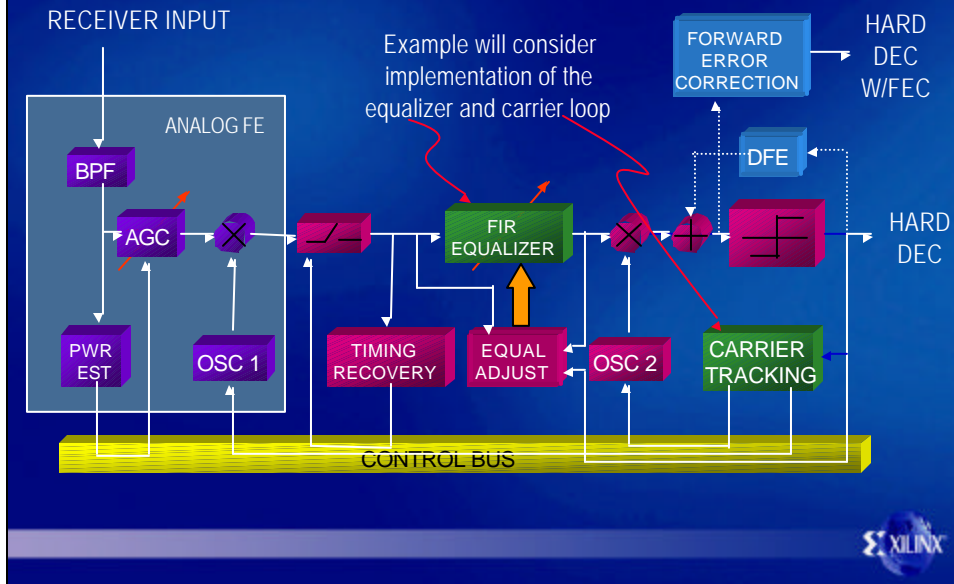 RECEIVER INPUT
Example will consider
implementation of the
equalizer and carrier loop
FORWARD
ERROR
CORRECTION
HARD
DEC
W/FEC
ANALOG FE
BPF
DFE
AGC
FIR
EQUALIZER
HARD
DEC
PWR
EST
OSC 1
TIMING
RECOVERY
EQUAL
ADJUST
OSC 2
CARRIER
TRACKING
CONTROL BUS
XILINX